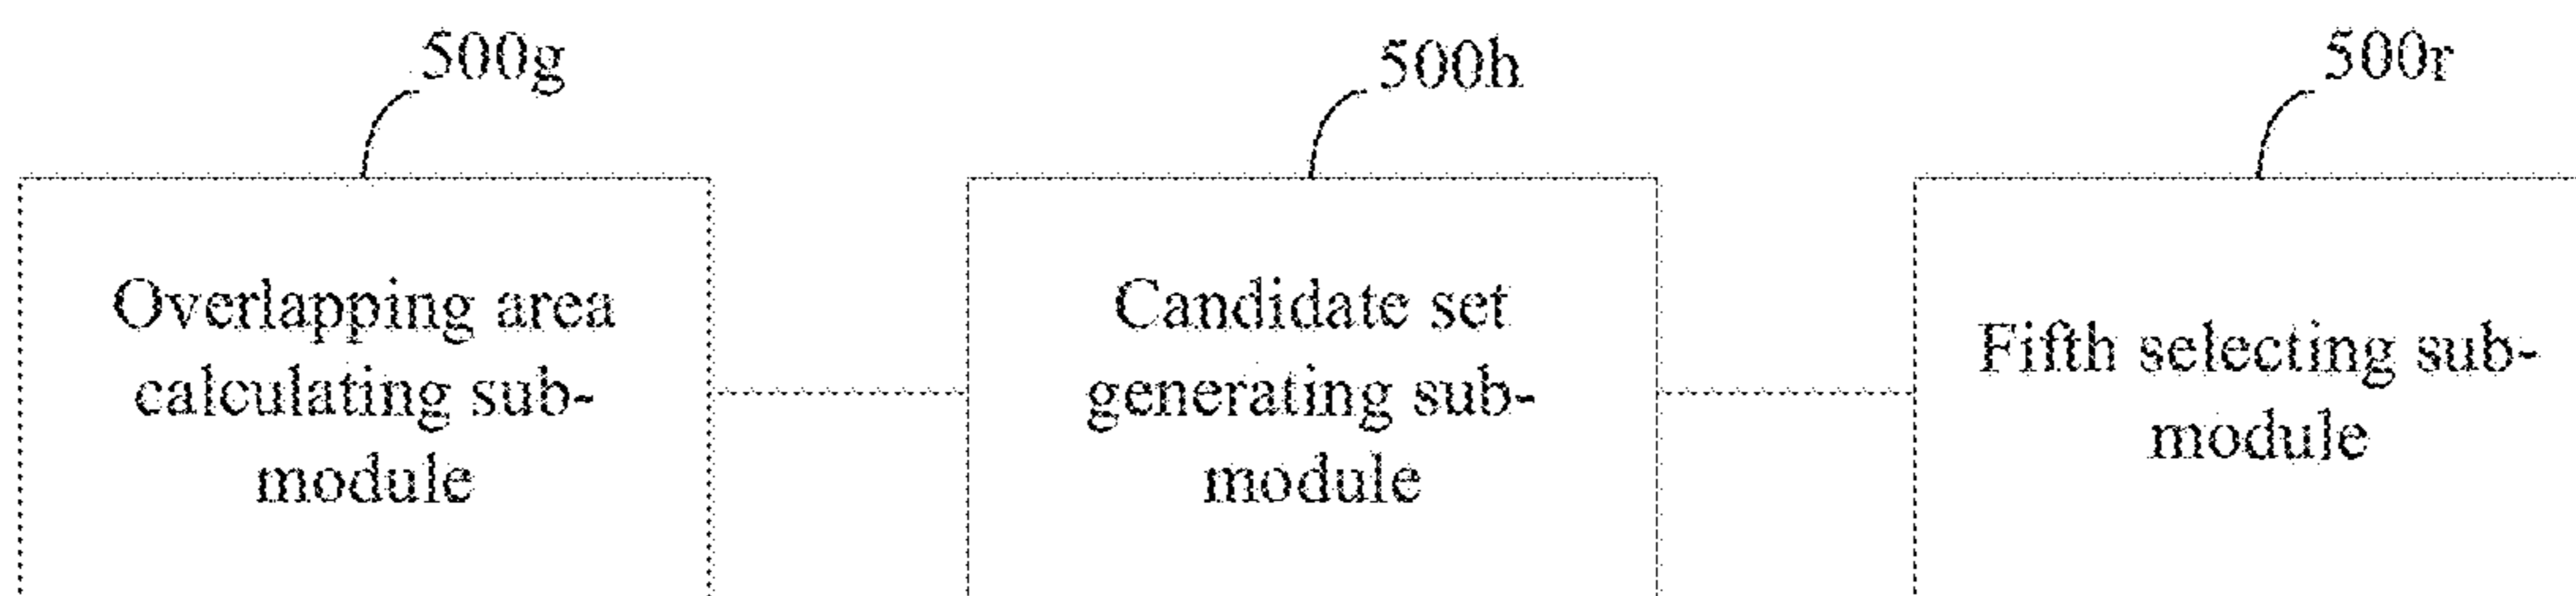 500g
500h
500r
Overlapping area
calculating sub-
module
Candidate set
generating sub-
module
Fifth selecting sub-
module